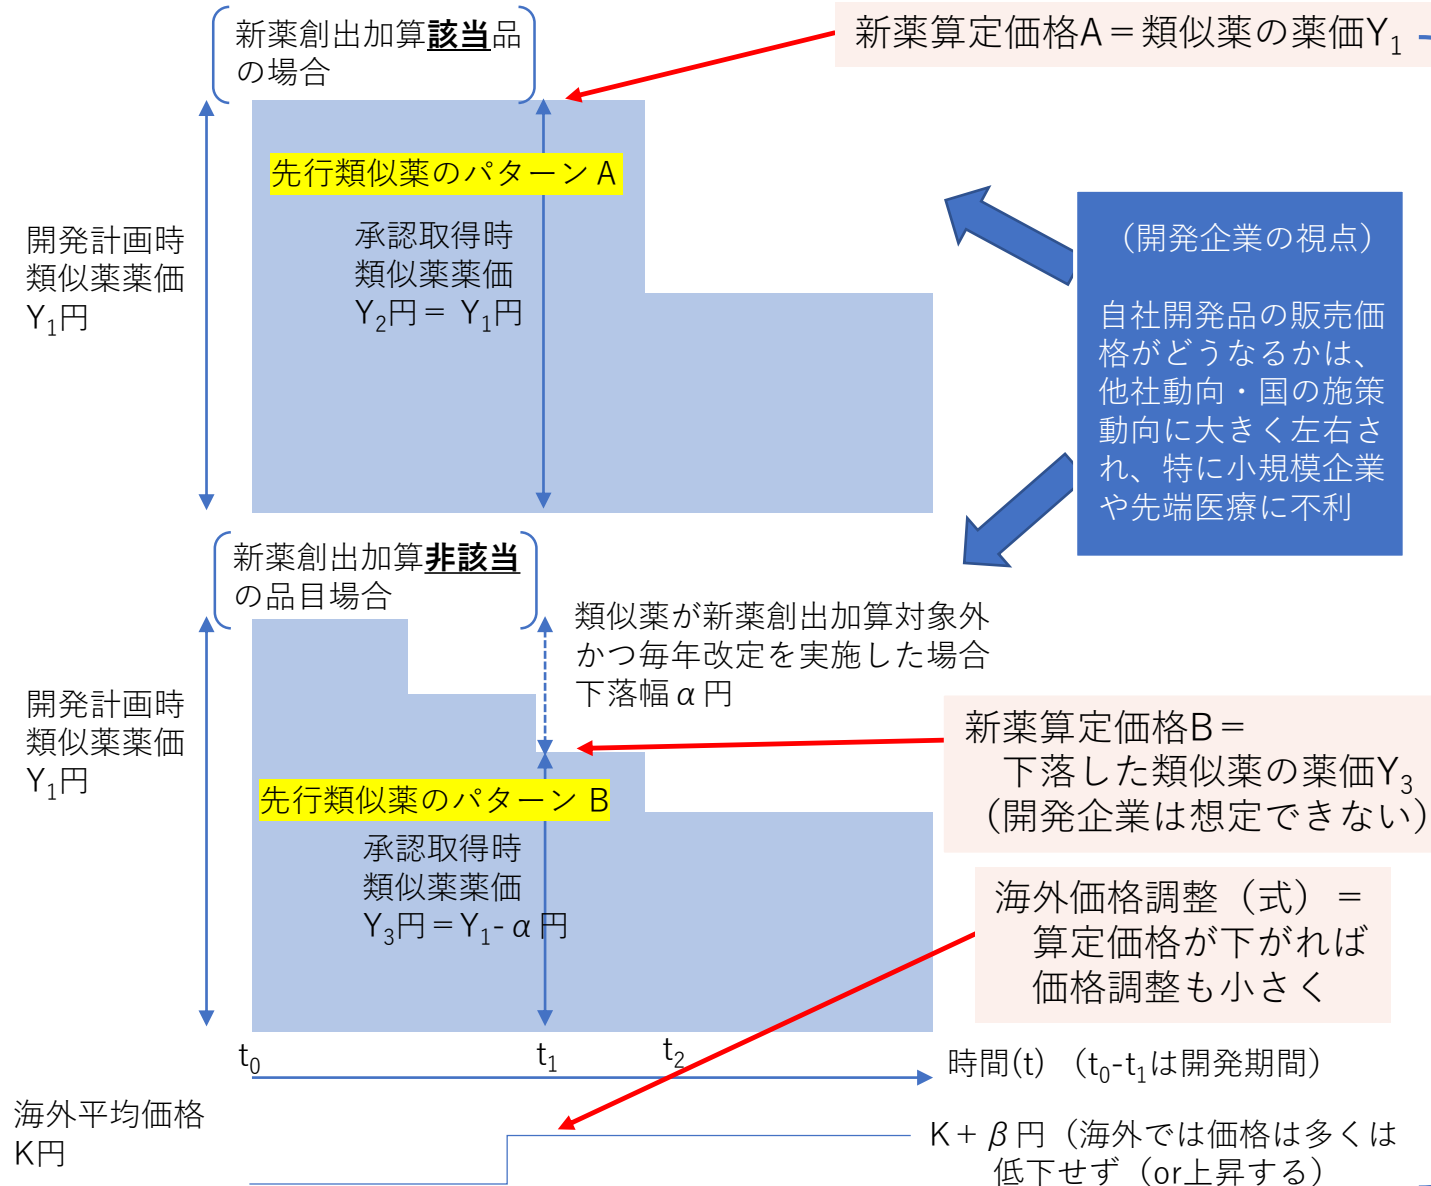 新薬創出加算該当品
の場合
新薬算定価格A＝類似薬の薬価Y₁
先行類似薬のパターン A
開発計画時
類似薬薬価
Y₁円
承認取得時
類似薬薬価
Y₂円＝ Y₁円
（開発企業の視点）
自社開発品の販売価
格がどうなるかは、
他社動向・国の施策
動向に大きく左右さ
れ、特に小規模企業
や先端医療に不利
新薬創出加算非該当
の品目場合
類似薬が新薬創出加算対象外
かつ毎年改定を実施した場合
下落幅α円
開発計画時
類似薬薬価
Y₁円
新薬算定価格B＝
下落した類似薬の薬価Y₃
（開発企業は想定できない）
先行類似薬のパターン B
承認取得時
類似薬薬価
Y₃円＝Y₁- α円
海外価格調整（式）＝
算定価格が下がれば
価格調整も小さく
t₀
t₁
t₂
時間(t) （t₀-t₁は開発期間）
海外平均価格
K円
K＋β円（海外では価格は多くは
低下せず（or上昇する）